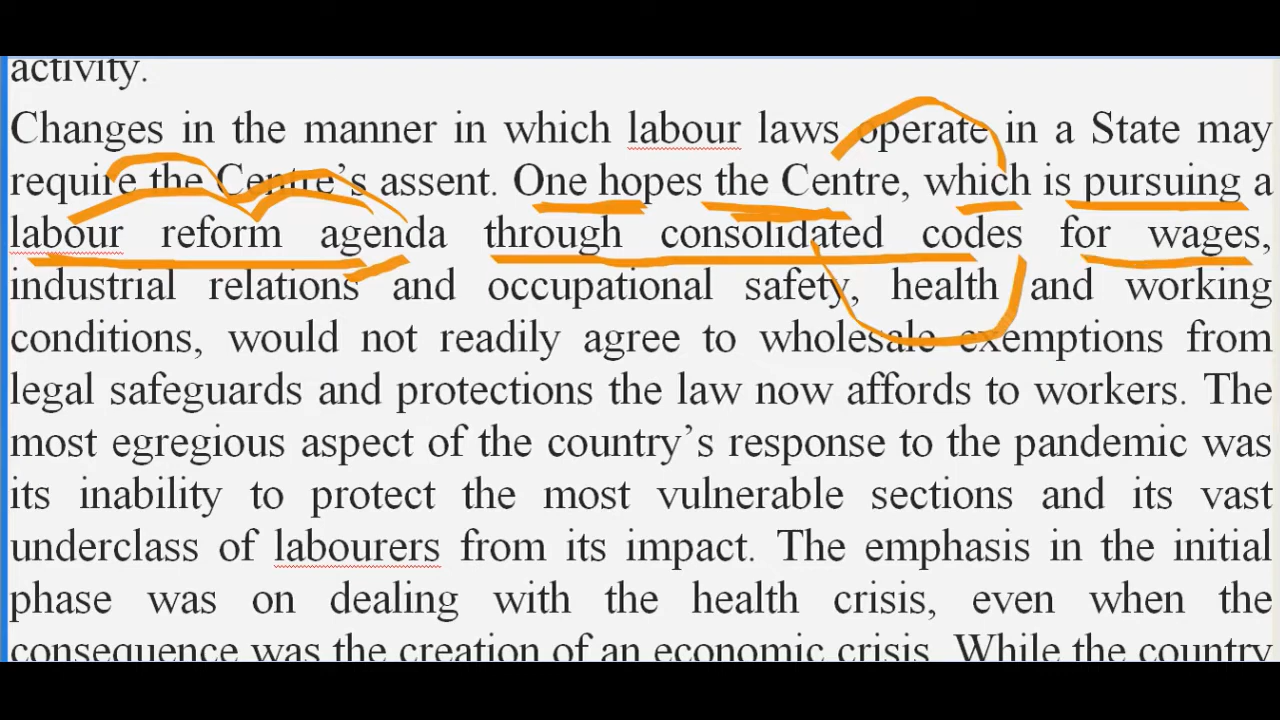 activity.
Changes in the manner in which labour laws operate in a State may
require the Centre’s assent. One hopes the Centre, which is pursuing a
labour reform agenda through consolidated codes for wages,
industrial relations and occupational safety, health and working
conditions, would not readily agree to wholesale exemptions from
legal safeguards and protections the law now affords to workers. The
most egregious aspect of the country’s response to the pandemic was
its inability to protect the most vulnerable sections and its vast
underclass of labourers from its impact. The emphasis in the initial
phase was on dealing with the health crisis, even when the
consequence was the creation of an economic crisis. While the country